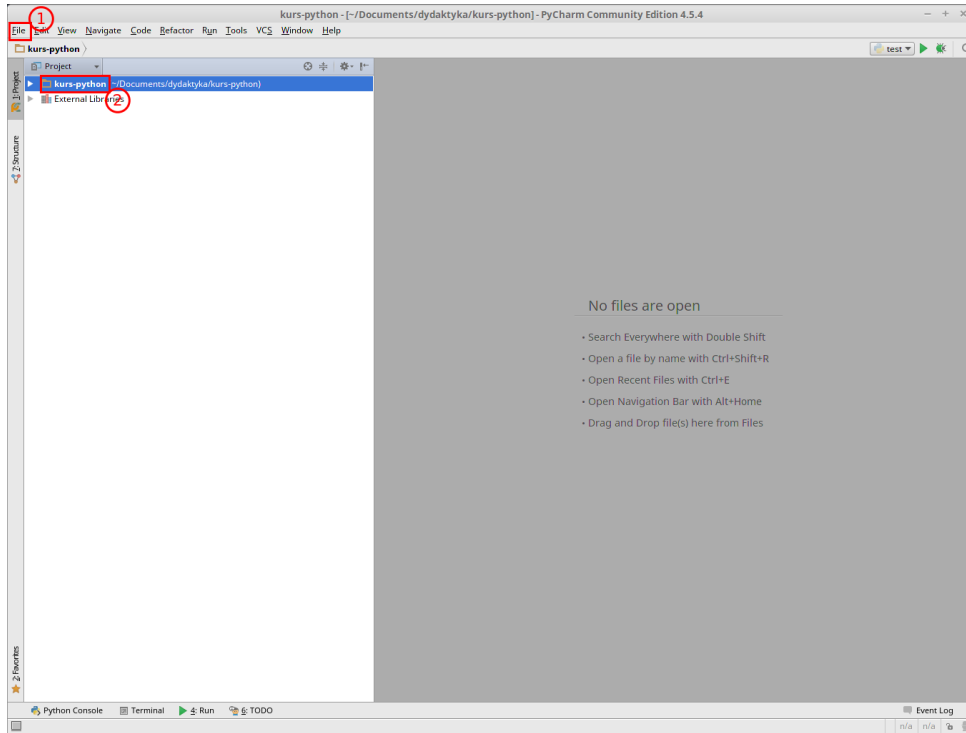 kurs-python - [~/Documents/dydaktyka/kurs-python] - PyCharm Community Edition 4.5.4
1
File Edit View Navigate Code Refactor Run Tools VCS Window Help
kurs-python
test
Project
1: Project
kurs-python (~/Documents/dydaktyka/kurs-python)
External Libraries
2
7: Structure
No files are open
• Search Everywhere with Double Shift
• Open a file by name with Ctrl+Shift+R
• Open Recent Files with Ctrl+E
• Open Navigation Bar with Alt+Home
• Drag and Drop file(s) here from Files
2: Favorites
Python Console Terminal 4: Run 6: TODO Event Log
n/a n/a